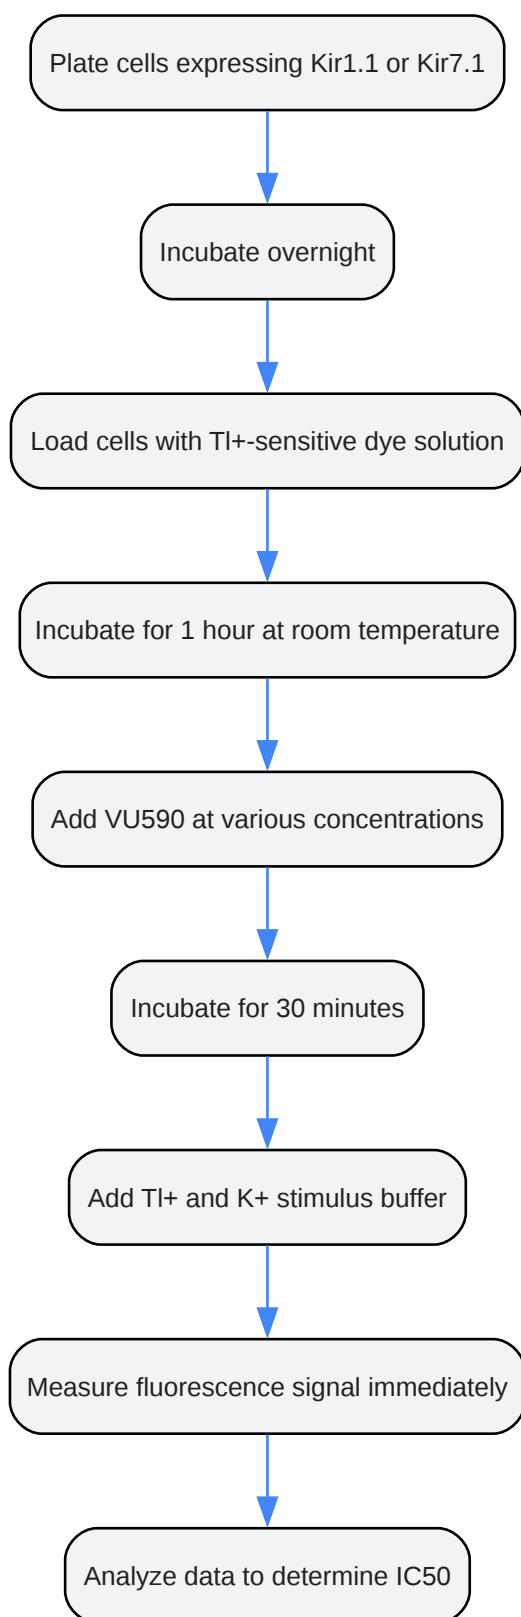 Plate cells expressing Kir1.1 or Kir7.1
Incubate overnight
Load cells with Tl+-sensitive dye solution
Incubate for 1 hour at room temperature
Add VU590 at various concentrations
Incubate for 30 minutes
Add Tl+ and K+ stimulus buffer
Measure fluorescence signal immediately
Analyze data to determine IC50